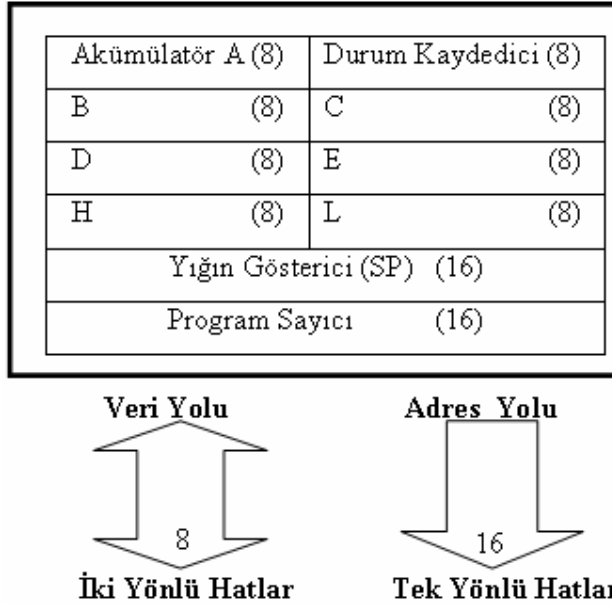 Akümülatör A (8) Durum Kaydedici (8)
B (8) C (8)
D (8) E (8)
H (8) L (8)
Yığın Gösterici (SP) (16)
Program Sayıcı (16)
Veri Yolu Adres Yolu
8 16
İki Yönlü Hatlar Tek Yönlü Hatlar